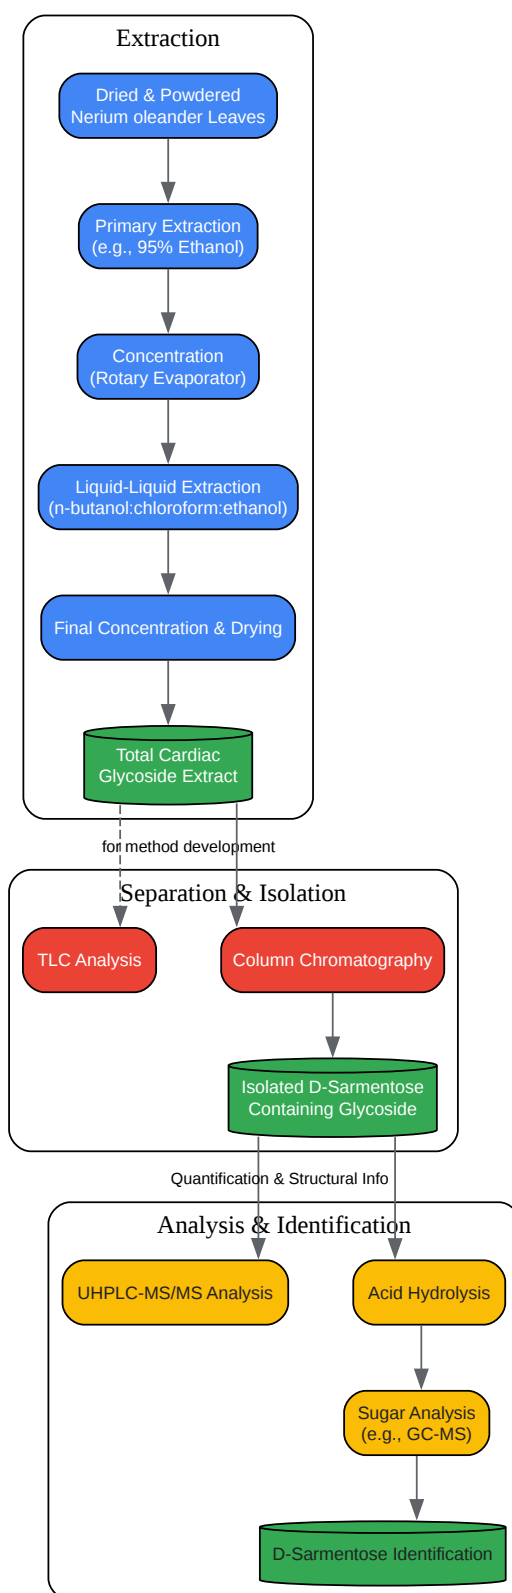 Extraction
Dried & Powdered
Nerium oleander Leaves
Primary Extraction
(e.g., 95% Ethanol)
Concentration
(Rotary Evaporator)
Liquid-Liquid Extraction
(n-butanol:chloroform:ethanol)
Final Concentration & Drying
Total Cardiac
Glycoside Extract
for method development
Separation & Isolation
TLC Analysis
Column Chromatography
Isolated D-Sarmentose
Containing Glycoside
Quantification & Structural Info
Analysis & Identification
UHPLC-MS/MS Analysis
Acid Hydrolysis
Sugar Analysis
(e.g., GC-MS)
D-Sarmentose Identification